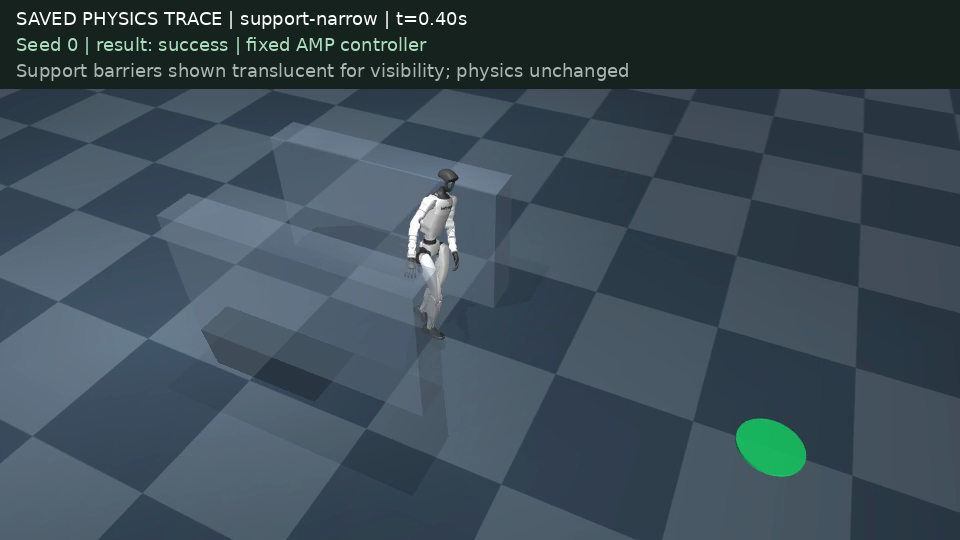 SAVED PHYSICS TRACE | support-narrow | t=0.40s
Seed 0 | result: success | fixed AMP controller
Support barriers shown translucent for visibility; physics unchanged